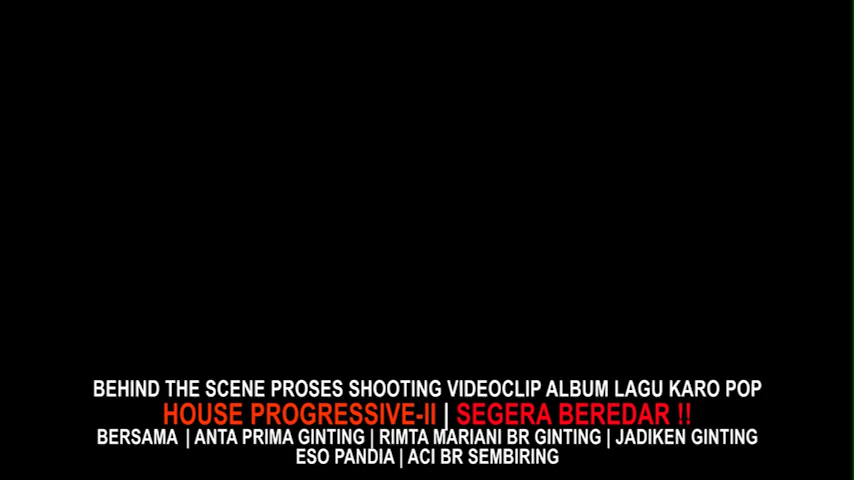 BEHIND THE SCENE PROSES SHOOTING VIDEOCLIP ALBUM LAGU KARO POP
HOUSE PROGRESSIVE-II | SEGERA BEREDAR !!
BERSAMA | ANTA PRIMA GINTING | RIMTA MARIANI BR GINTING | JADIKEN GINTING
ESO PANDIA | ACI BR SEMBIRING